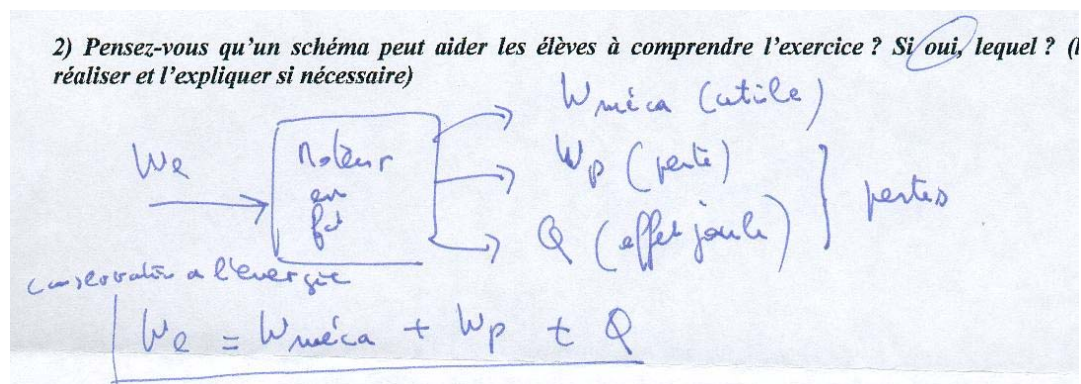 2) Pensez-vous qu'un schéma peut aider les élèves à comprendre l'exercice ? Si oui, lequel ? (l
réaliser et l'expliquer si nécessaire)
Wméca (utile)
We
Moteur
en
fct
Wp (perte)
Q (effet joule)
pertes
conservation de l'énergie
We = Wméca + Wp + Q